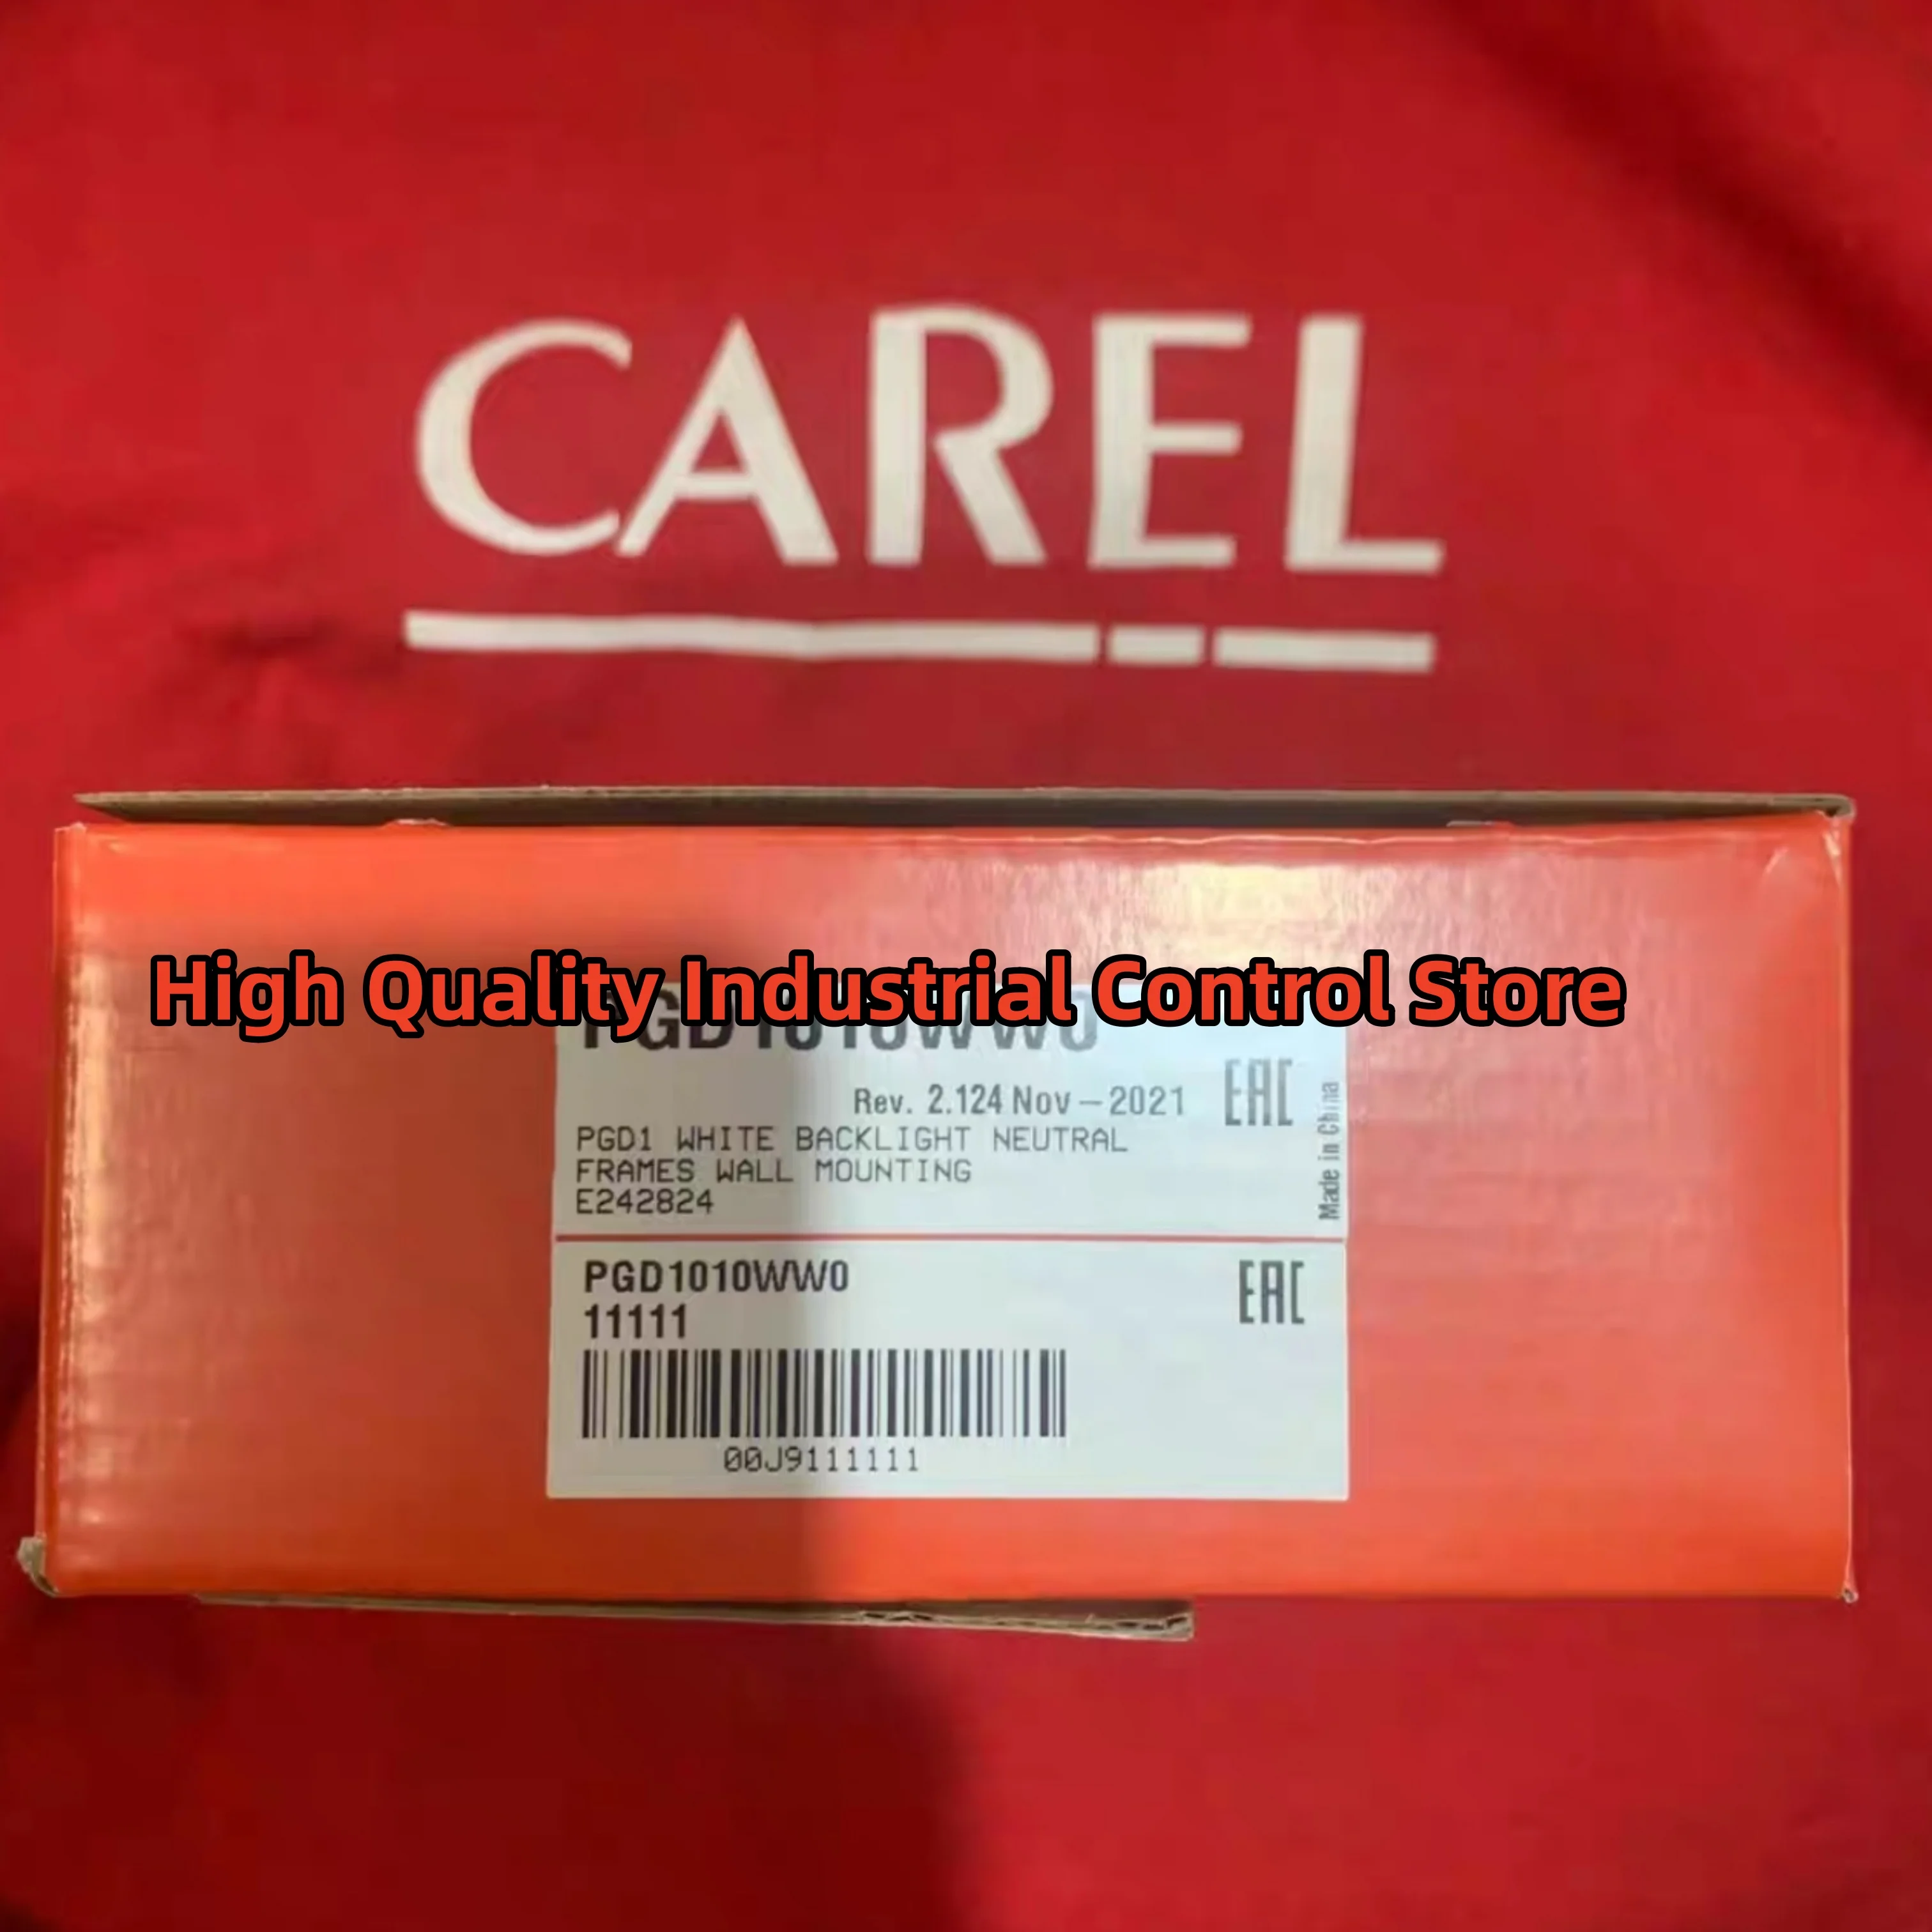 CAREL
High Quality Industrial Control Store
PGD1010WW0
Rev. 2.124 Nov-2021
EAC
Made in China
PGD1 WHITE BACKLIGHT NEUTRAL
FRAMES WALL MOUNTING
E242824
PGD1010WW0
EAC
11111
00J9111111